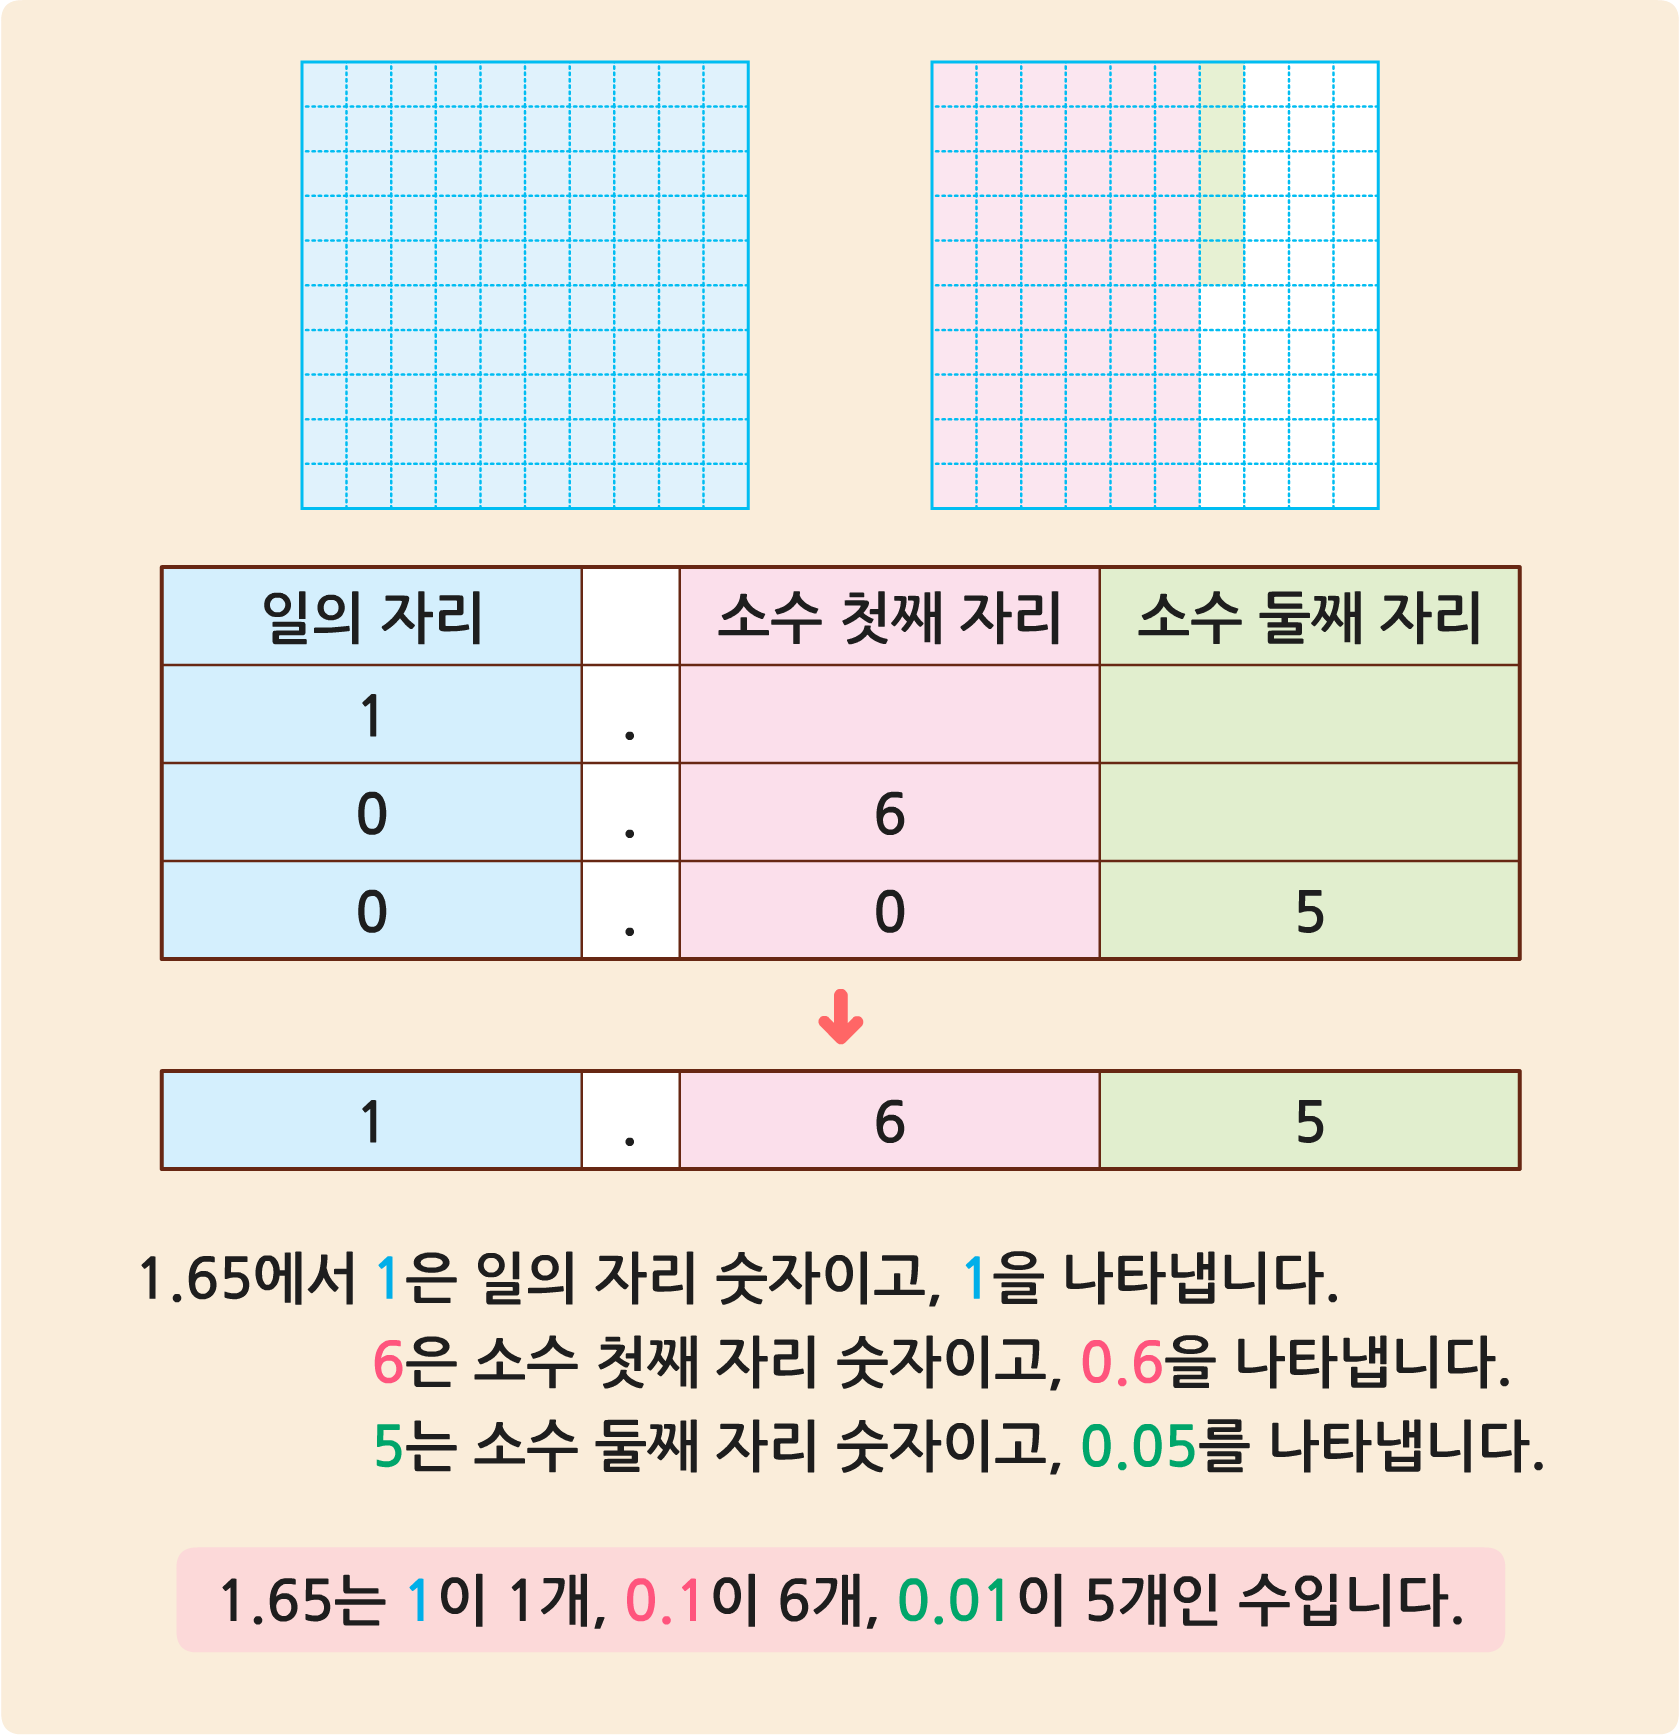 일의 자리 소수 첫째 자리 소수 둘째 자리
1 .
0 . 6
0 . 0 5
1 . 6 5
1.65에서 1은 일의 자리 숫자이고, 1을 나타냅니다.
6은 소수 첫째 자리 숫자이고, 0.6을 나타냅니다.
5는 소수 둘째 자리 숫자이고, 0.05를 나타냅니다.
1.65는 1이 1개, 0.1이 6개, 0.01이 5개인 수입니다.